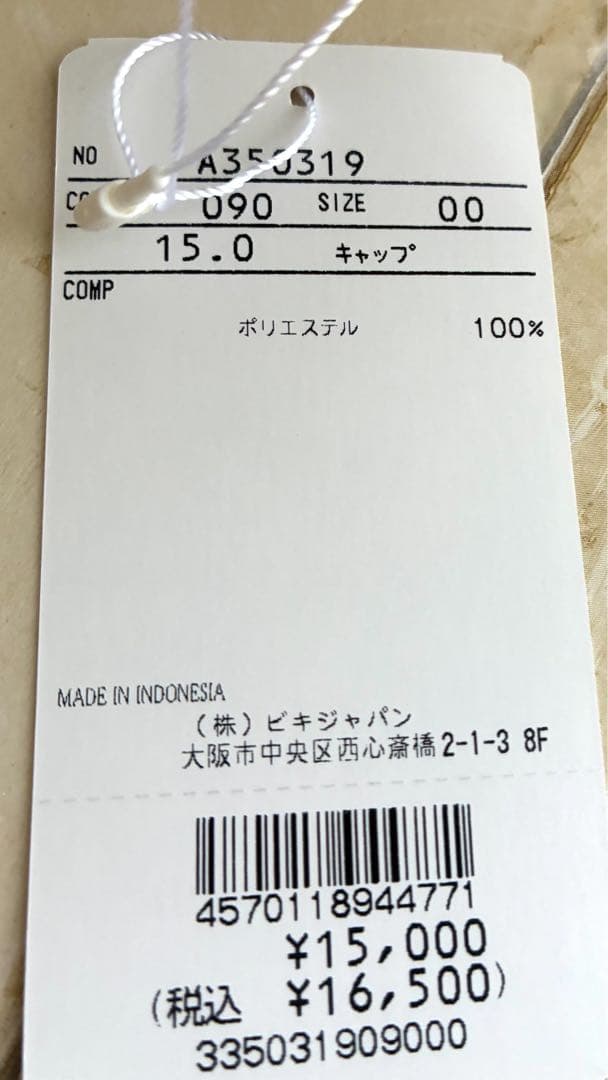 NO A350319
090 SIZE 00
15.0 キャップ
COMP
ポリエステル 100%
MADE IN INDONESIA
(株)ビキジャパン
大阪市中央区西心斎橋2-1-3 8F
4570118944771
¥15,000
(税込 ¥16,500)
335031909000